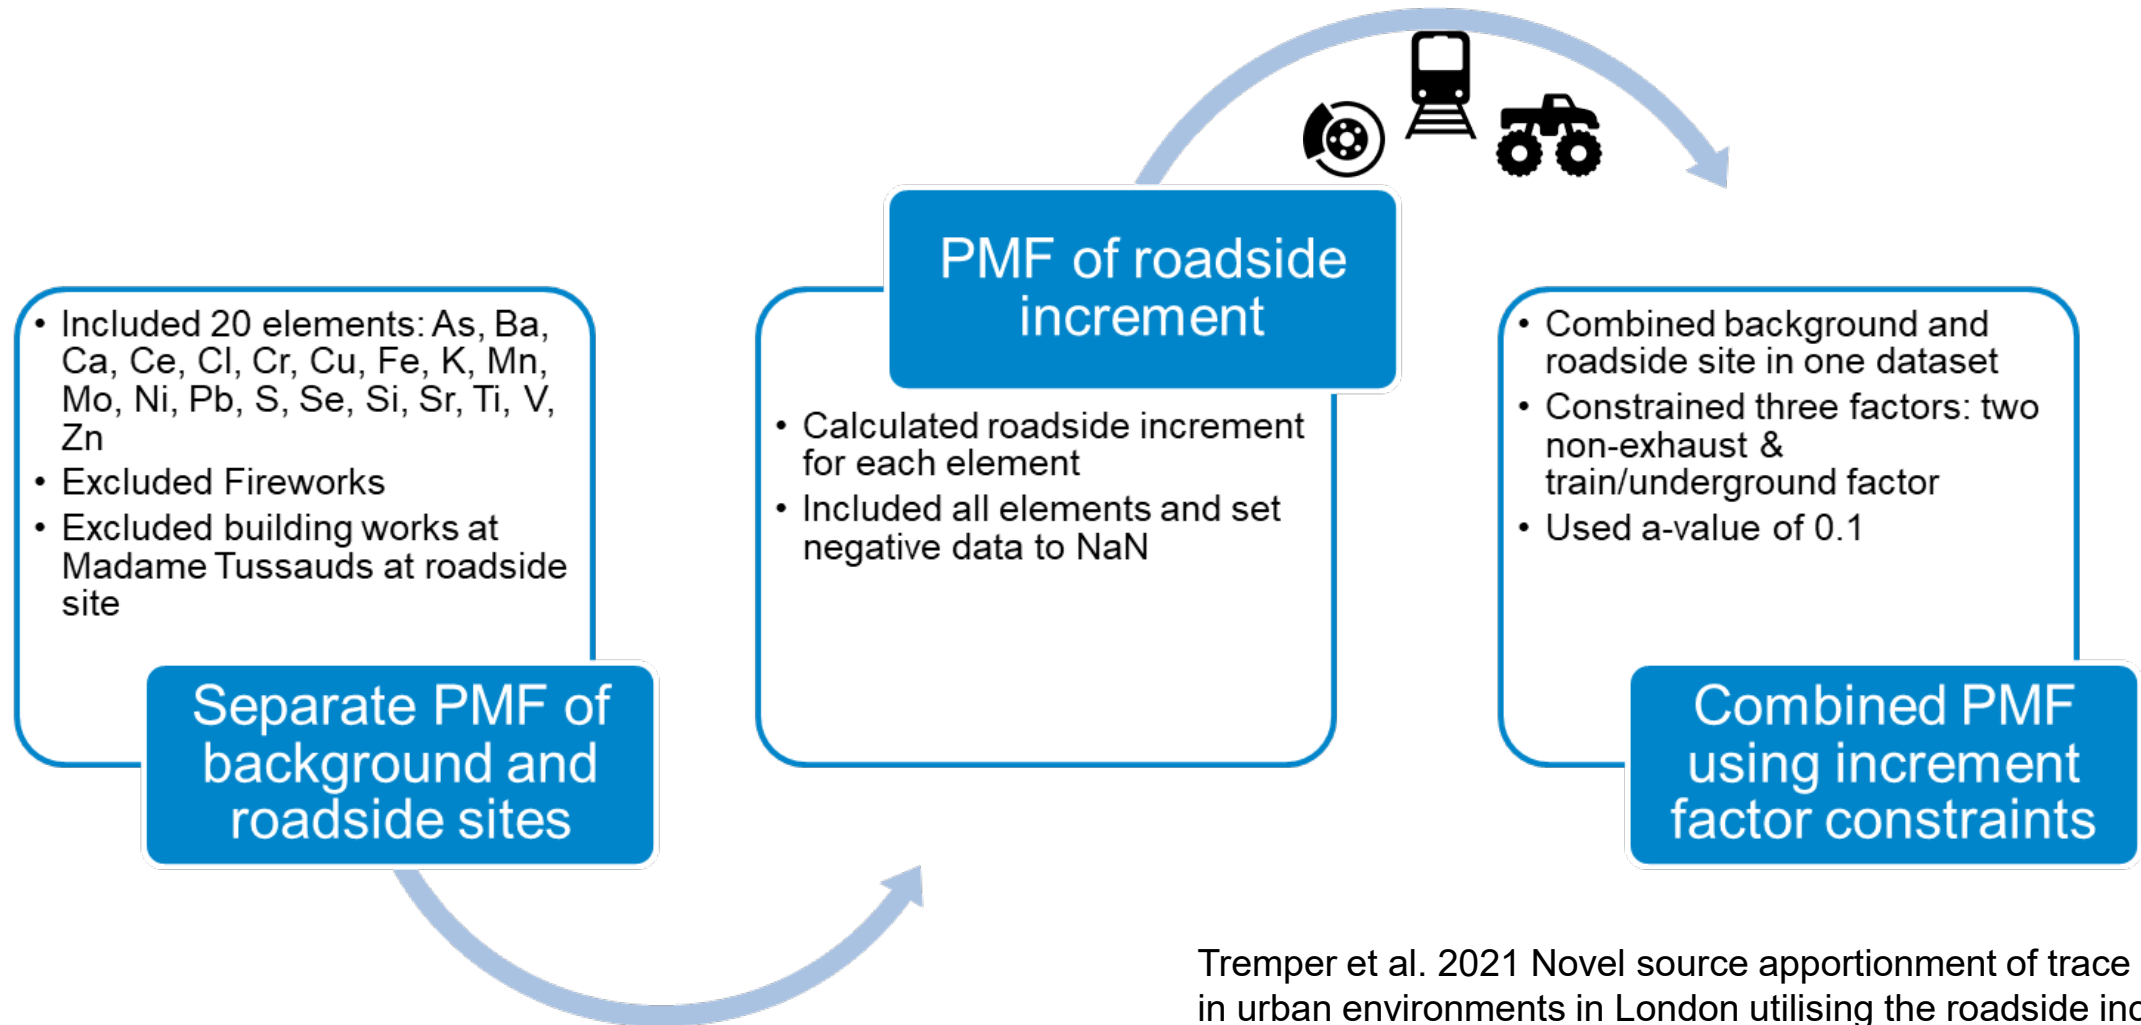 • Included 20 elements: As, Ba,
Ca, Ce, Cl, Cr, Cu, Fe, K, Mn,
Mo, Ni, Pb, S, Se, Si, Sr, Ti, V,
Zn
• Excluded Fireworks
• Excluded building works at
Madame Tussauds at roadside
site
Separate PMF of
background and
roadside sites
PMF of roadside
increment
• Calculated roadside increment
for each element
• Included all elements and set
negative data to NaN
• Combined background and
roadside site in one dataset
• Constrained three factors: two
non-exhaust &
train/underground factor
• Used a-value of 0.1
Combined PMF
using increment
factor constraints
Tremper et al. 2021 Novel source apportionment of trace
in urban environments in London utilising the roadside